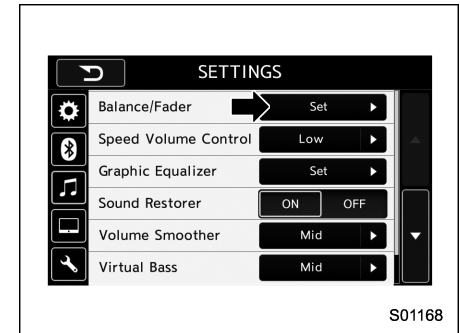 SETTINGS
Balance/Fader Set
Speed Volume Control Low
Graphic Equalizer Set
Sound Restorer ON OFF
Volume Smoother Mid
Virtual Bass Mid
S01168